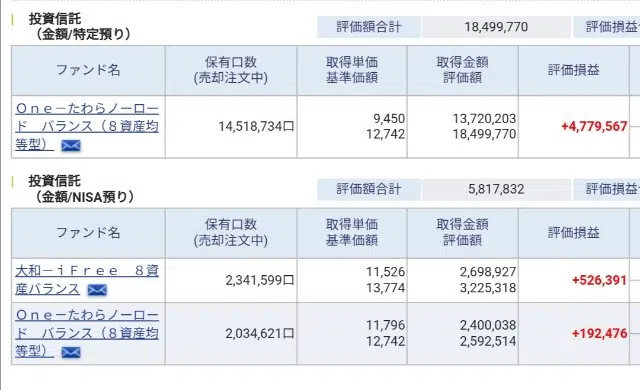 投資信託
（金額/特定預り）
評価額合計 18,499,770 評価損益
ファンド名 保有口数 取得単価 取得金額 評価損益
(売却注文中) 基準価額 評価額
Ｏｎｅ－たわらノーロー
ド　バランス（８資産均
等型）
14,518,734口
9,450 13,720,203
12,742 18,499,770
+4,779,567
投資信託
（金額/NISA預り）
評価額合計 5,817,832 評価損益
ファンド名 保有口数 取得単価 取得金額 評価損益
(売却注文中) 基準価額 評価額
大和－ｉＦｒｅｅ　８資
産バランス
2,341,599口
11,526 2,698,927
13,774 3,225,318
+526,391
Ｏｎｅ－たわらノーロー
ド　バランス（８資産均
等型）
2,034,621口
11,796 2,400,038
12,742 2,592,514
+192,476